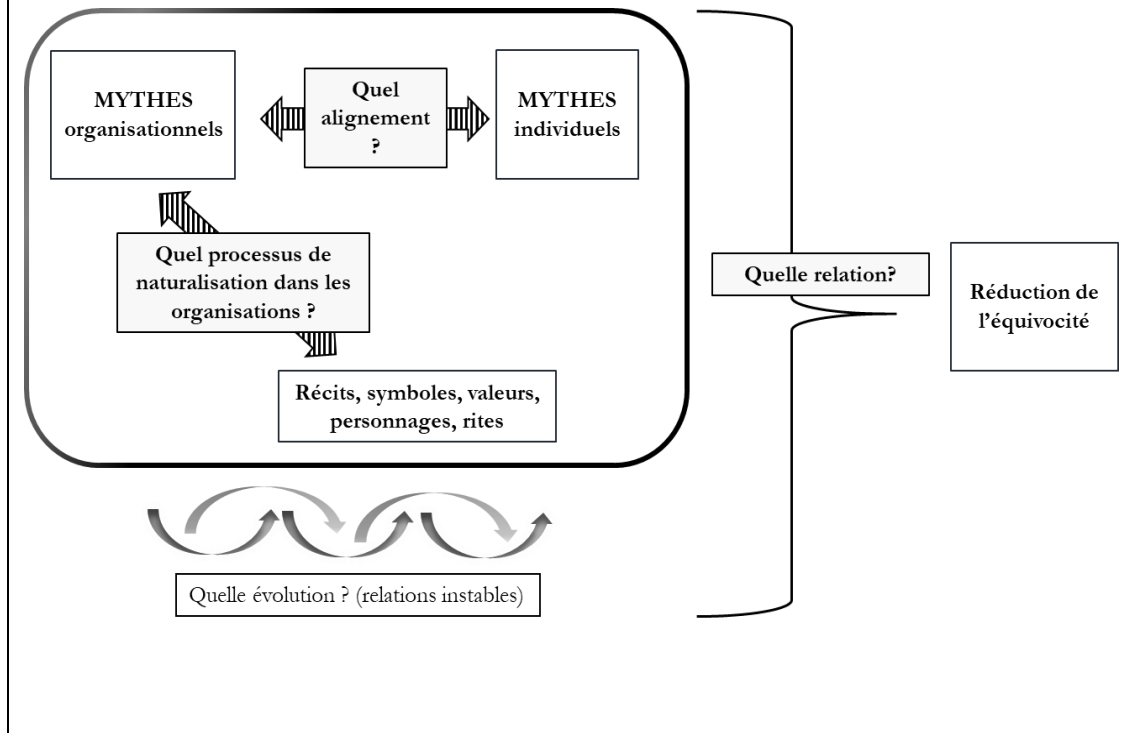 MYTHES
organisationnels
Quel
alignement
?
MYTHES
individuels
Quel processus de
naturalisation dans les
organisations ?
Récits, symboles, valeurs,
personnages, rites
Quelle relation?
Réduction de
l'équivocité
Quelle évolution ? (relations instables)